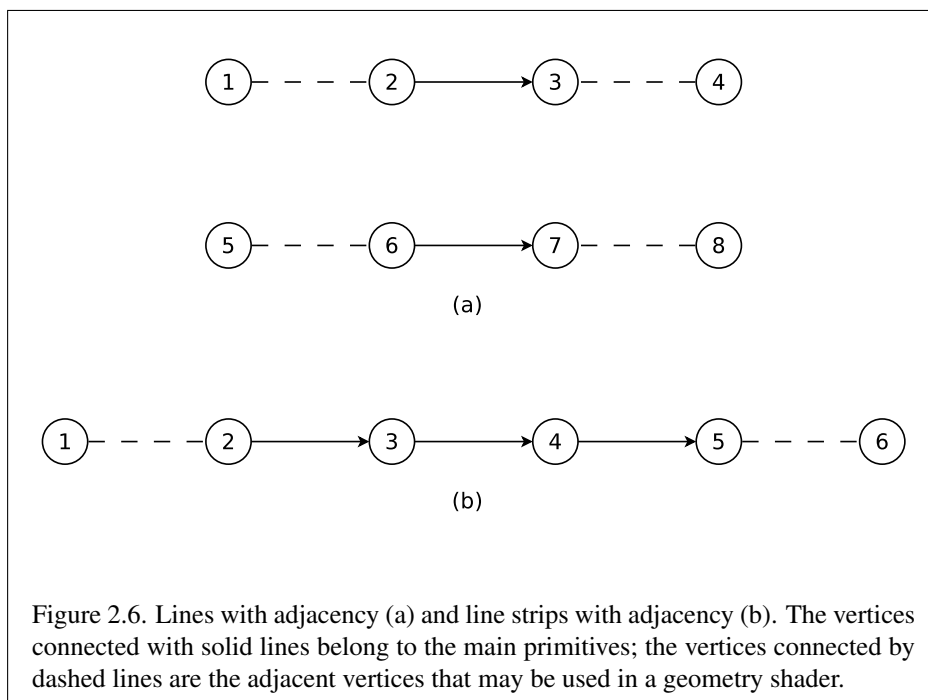 1 2 3 4
5 6 7 8
(a)
1 2 3 4 5 6
(b)
Figure 2.6. Lines with adjacency (a) and line strips with adjacency (b). The vertices
connected with solid lines belong to the main primitives; the vertices connected by
dashed lines are the adjacent vertices that may be used in a geometry shader.